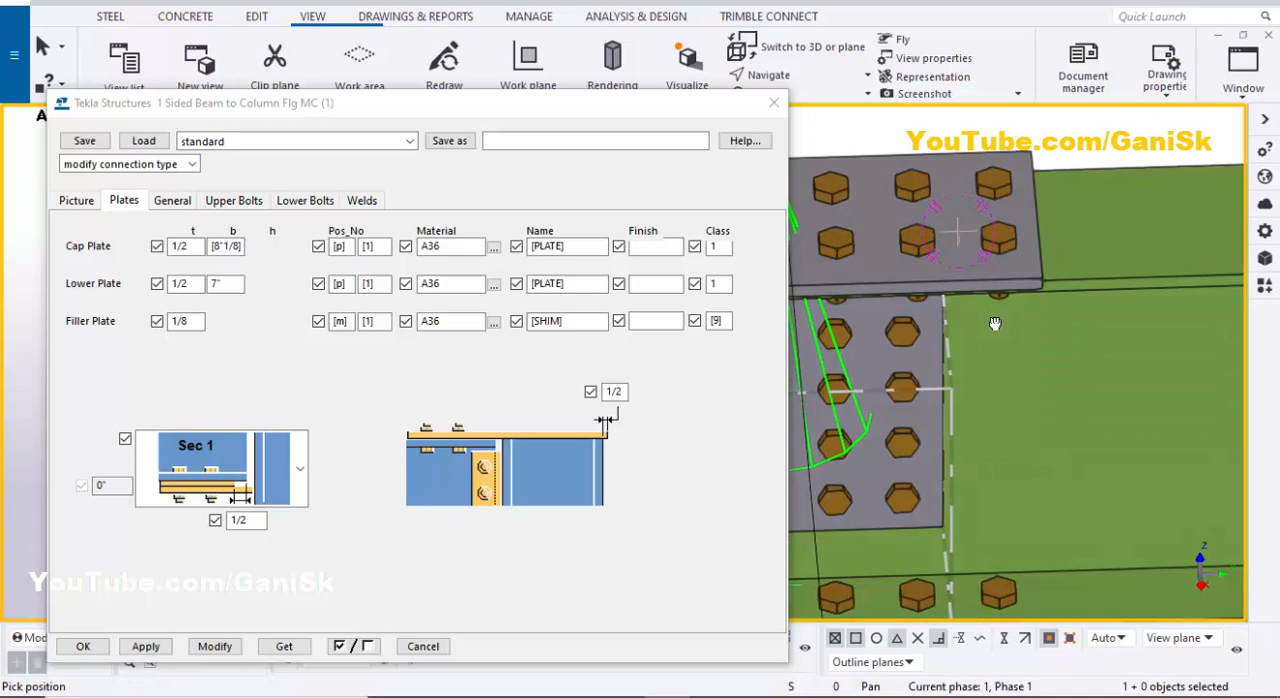 STEEL CONCRETE EDIT VIEW DRAWINGS & REPORTS MANAGE ANALYSIS & DESIGN TRIMBLE CONNECT Quick Launch
Switch to 3D or plane
Fly
View properties
Navigate
Representation
Screenshot
View list New view Clip plane Work area Redraw Work plane Rendering Visualize
Document manager
Drawing properties
Window
Tekla Structures 1 Sided Beam to Column Flg MC (1)
YouTube.com/GaniSk
Save Load standard Save as Help...
modify connection type
Picture Plates General Upper Bolts Lower Bolts Welds
t b h Pos_No Material Name Finish Class
Cap Plate 1/2 [8"1/8] [p] [1] A36 ... [PLATE] 1
Lower Plate 1/2 7" [p] [1] A36 ... [PLATE] 1
Filler Plate 1/8 [m] [1] A36 ... [SHIM] [9]
1/2
Sec 1
0"
1/2
YouTube.com/GaniSk
Z
OK Apply Modify Get / Cancel
Auto View plane
Outline planes
Pick position S 0 Pan Current phase: 1, Phase 1 1 + 0 objects selected